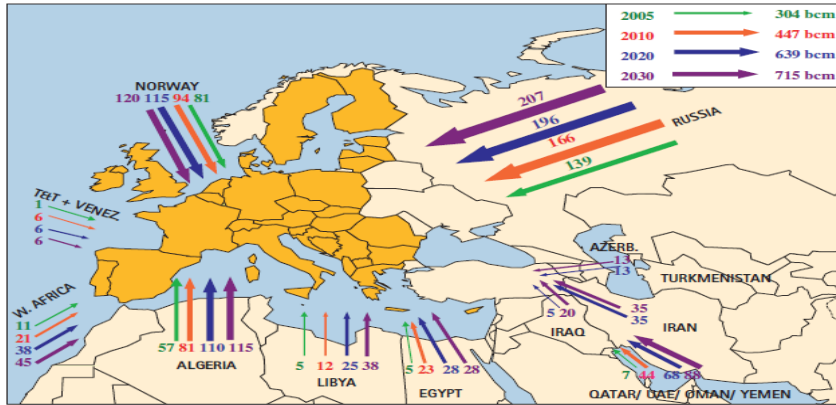 2005 304 bcm
2010 447 bcm
2020 639 bcm
2030 715 bcm
NORWAY
120 115 94 81
207
196
166
139
RUSSIA
T&T + VENEZ
1
6
6
6
W. AFRICA
11
21
38
45
57 81 110 115
ALGERIA
5 12 25 38
LIBYA
5 23 28 28
EGYPT
AZERB.
13
13
TURKMENISTAN
5 20
IRAQ
35
35
IRAN
7 44 68 88
QATAR/ UAE/ OMAN/ YEMEN